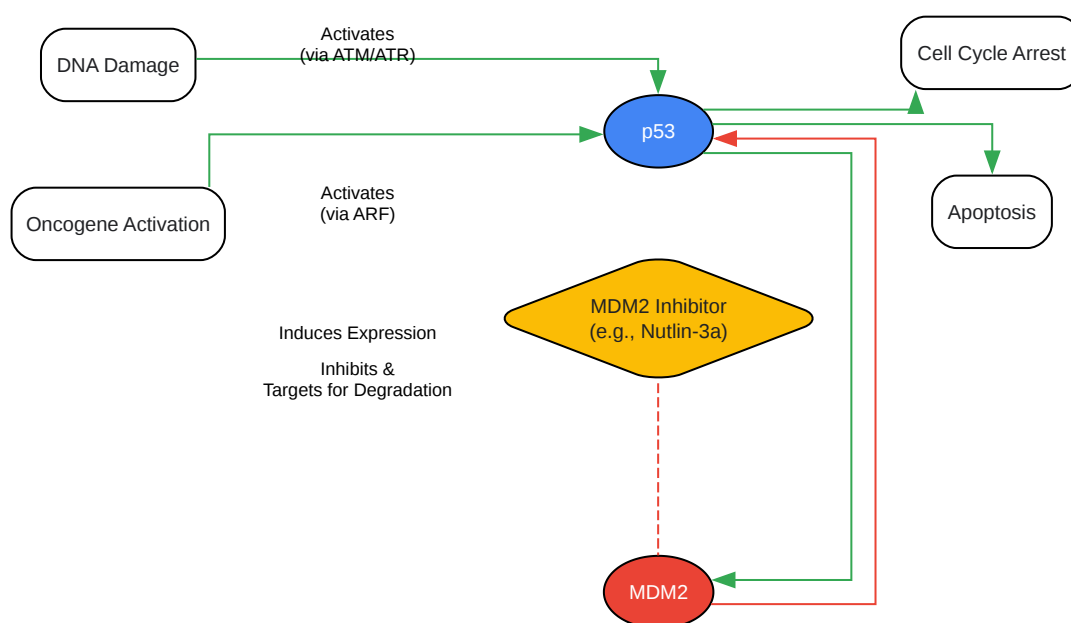 Activates
(via ATM/ATR)
DNA Damage
Cell Cycle Arrest
p53
Activates
(via ARF)
Oncogene Activation
Apoptosis
MDM2 Inhibitor
(e.g., Nutlin-3a)
Induces Expression
Inhibits &
Targets for Degradation
MDM2